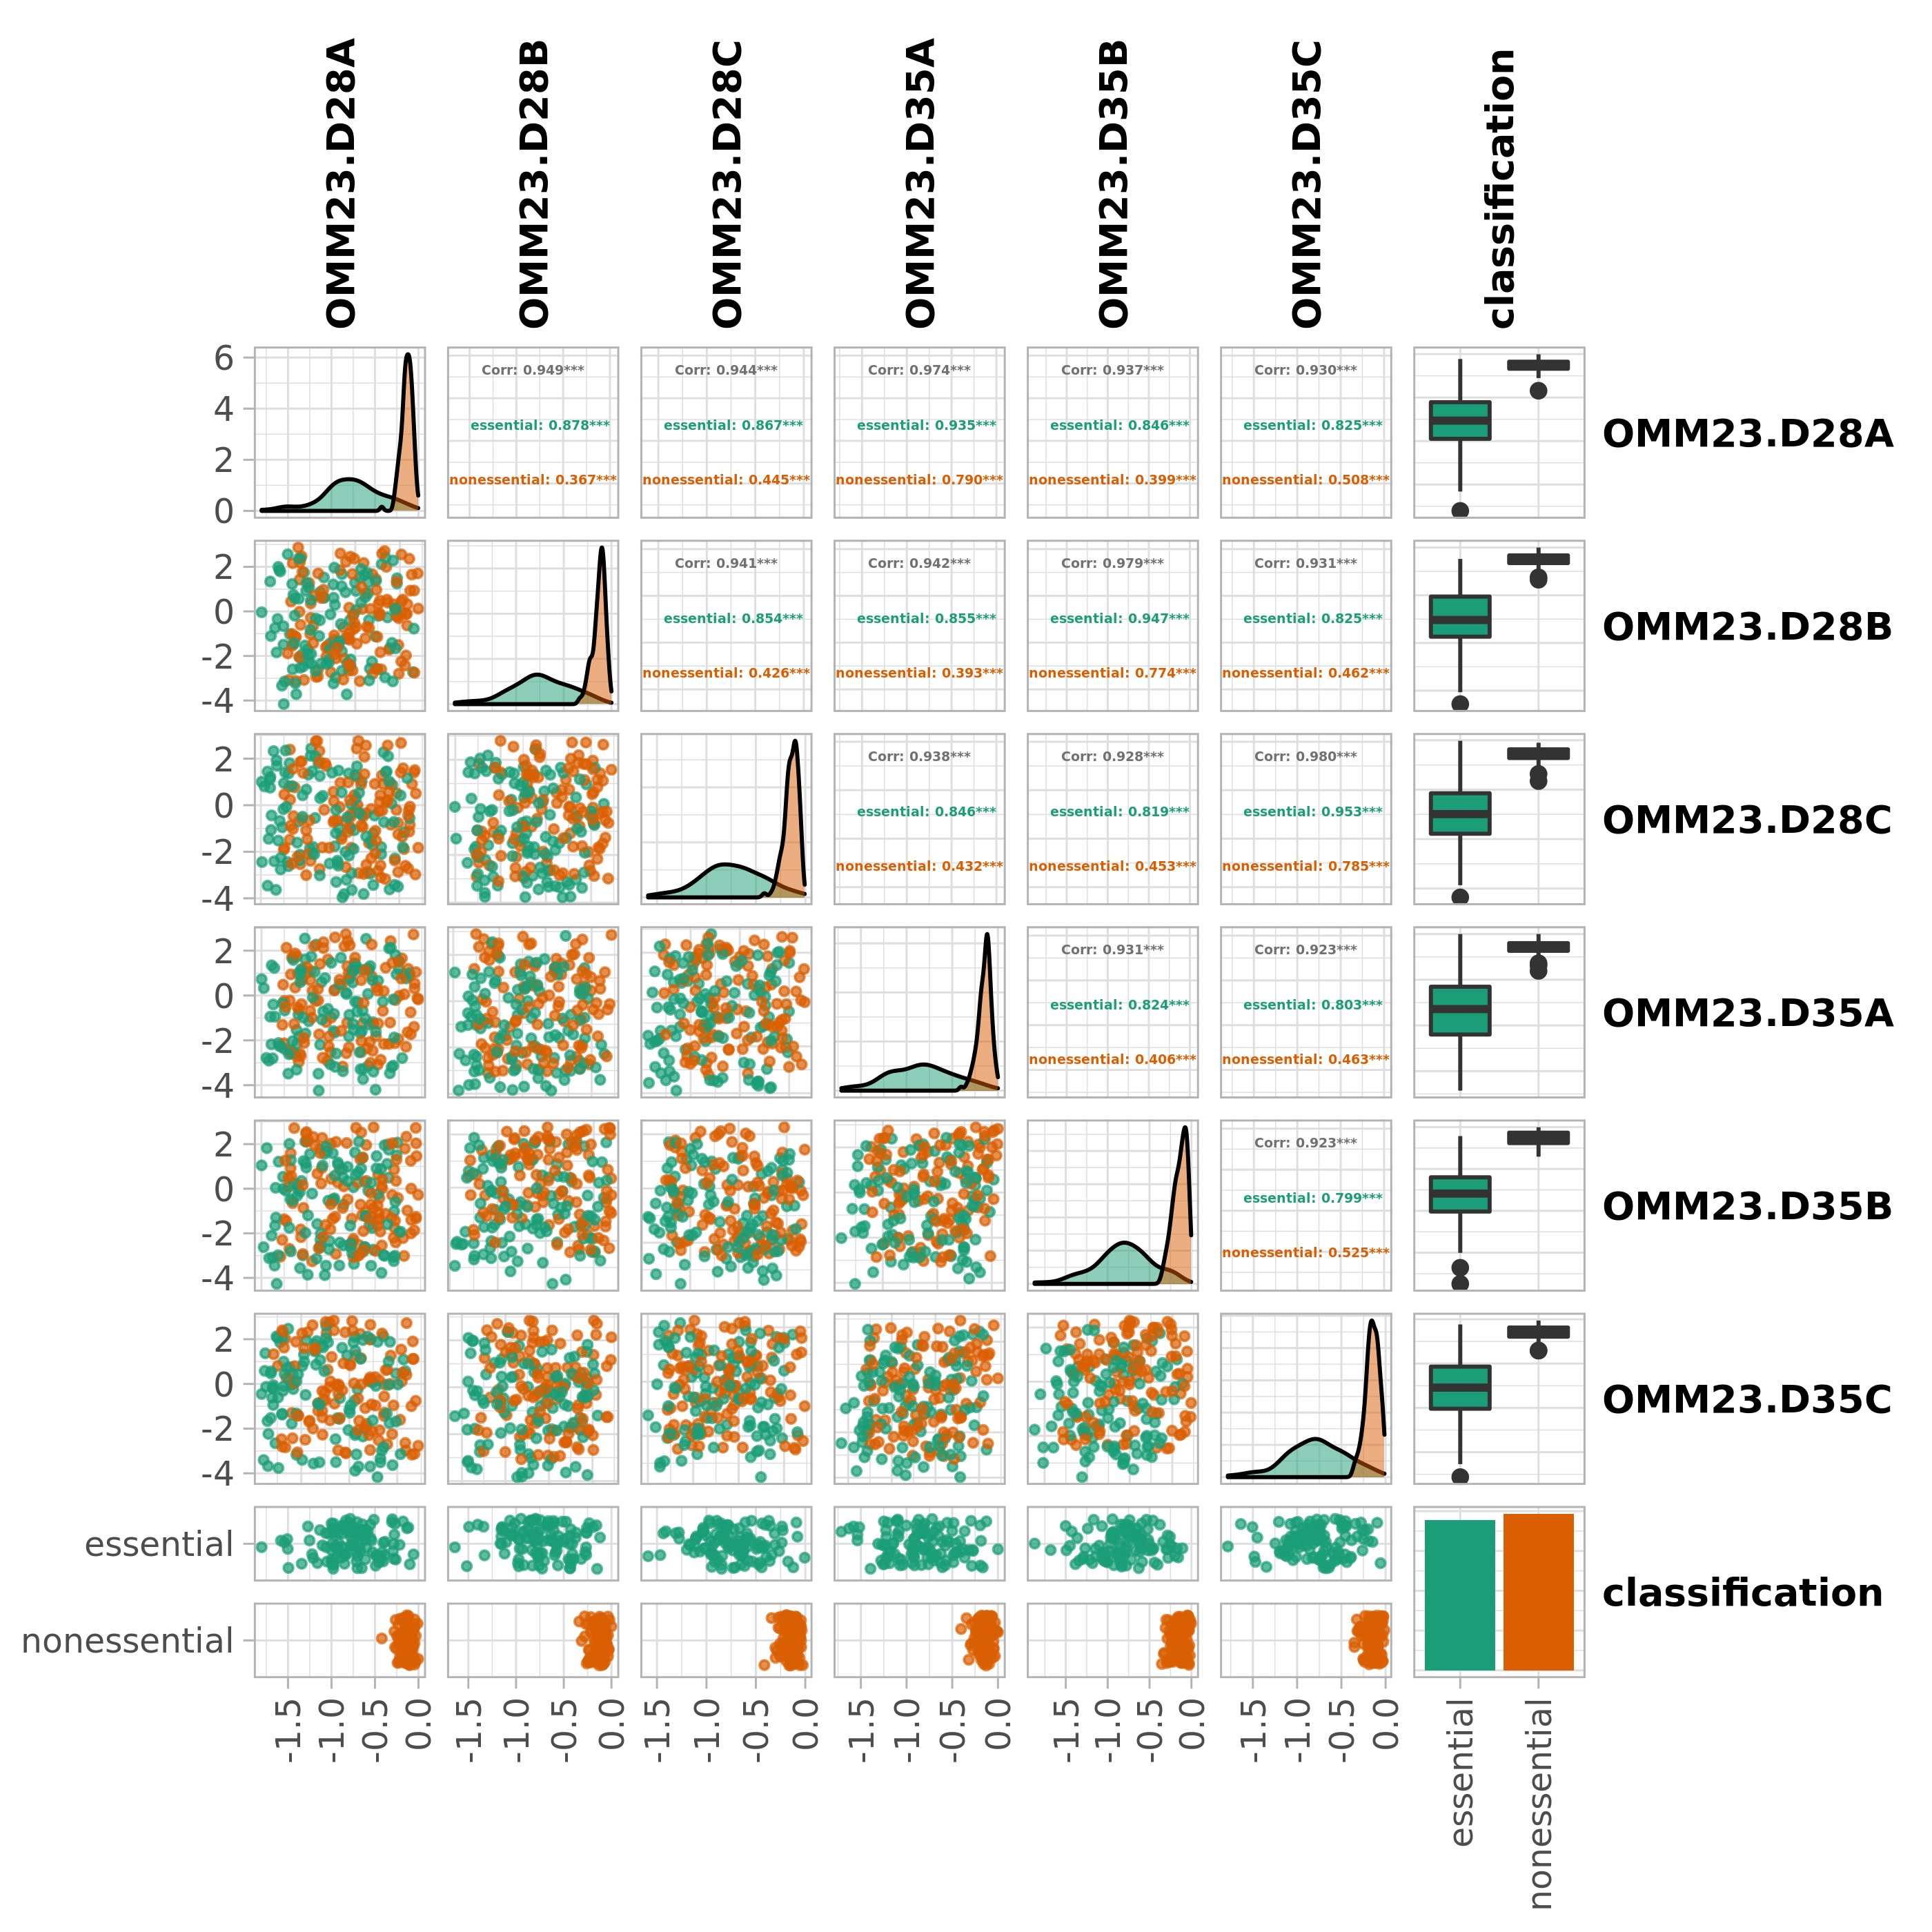 OMM23.D28A
OMM23.D28B
OMM23.D28C
OMM23.D35A
OMM23.D35B
OMM23.D35C
classification
6
4
2
0
Corr: 0.949***
essential: 0.878***
nonessential: 0.367***
Corr: 0.944***
essential: 0.867***
nonessential: 0.445***
Corr: 0.974***
essential: 0.935***
nonessential: 0.790***
Corr: 0.937***
essential: 0.846***
nonessential: 0.399***
Corr: 0.930***
essential: 0.825***
nonessential: 0.508***
OMM23.D28A
2
0
-2
-4
Corr: 0.941***
essential: 0.854***
nonessential: 0.426***
Corr: 0.942***
essential: 0.855***
nonessential: 0.393***
Corr: 0.979***
essential: 0.947***
nonessential: 0.774***
Corr: 0.931***
essential: 0.825***
nonessential: 0.462***
OMM23.D28B
2
0
-2
-4
Corr: 0.938***
essential: 0.846***
nonessential: 0.432***
Corr: 0.928***
essential: 0.819***
nonessential: 0.453***
Corr: 0.980***
essential: 0.953***
nonessential: 0.785***
OMM23.D28C
2
0
-2
-4
Corr: 0.931***
essential: 0.824***
nonessential: 0.406***
Corr: 0.923***
essential: 0.803***
nonessential: 0.463***
OMM23.D35A
2
0
-2
-4
Corr: 0.923***
essential: 0.799***
nonessential: 0.525***
OMM23.D35B
2
0
-2
-4
OMM23.D35C
essential
nonessential
classification
-1.5
-1.0
-0.5
0.0
-1.5
-1.0
-0.5
0.0
-1.5
-1.0
-0.5
0.0
-1.5
-1.0
-0.5
0.0
-1.5
-1.0
-0.5
0.0
-1.5
-1.0
-0.5
0.0
essential
nonessential